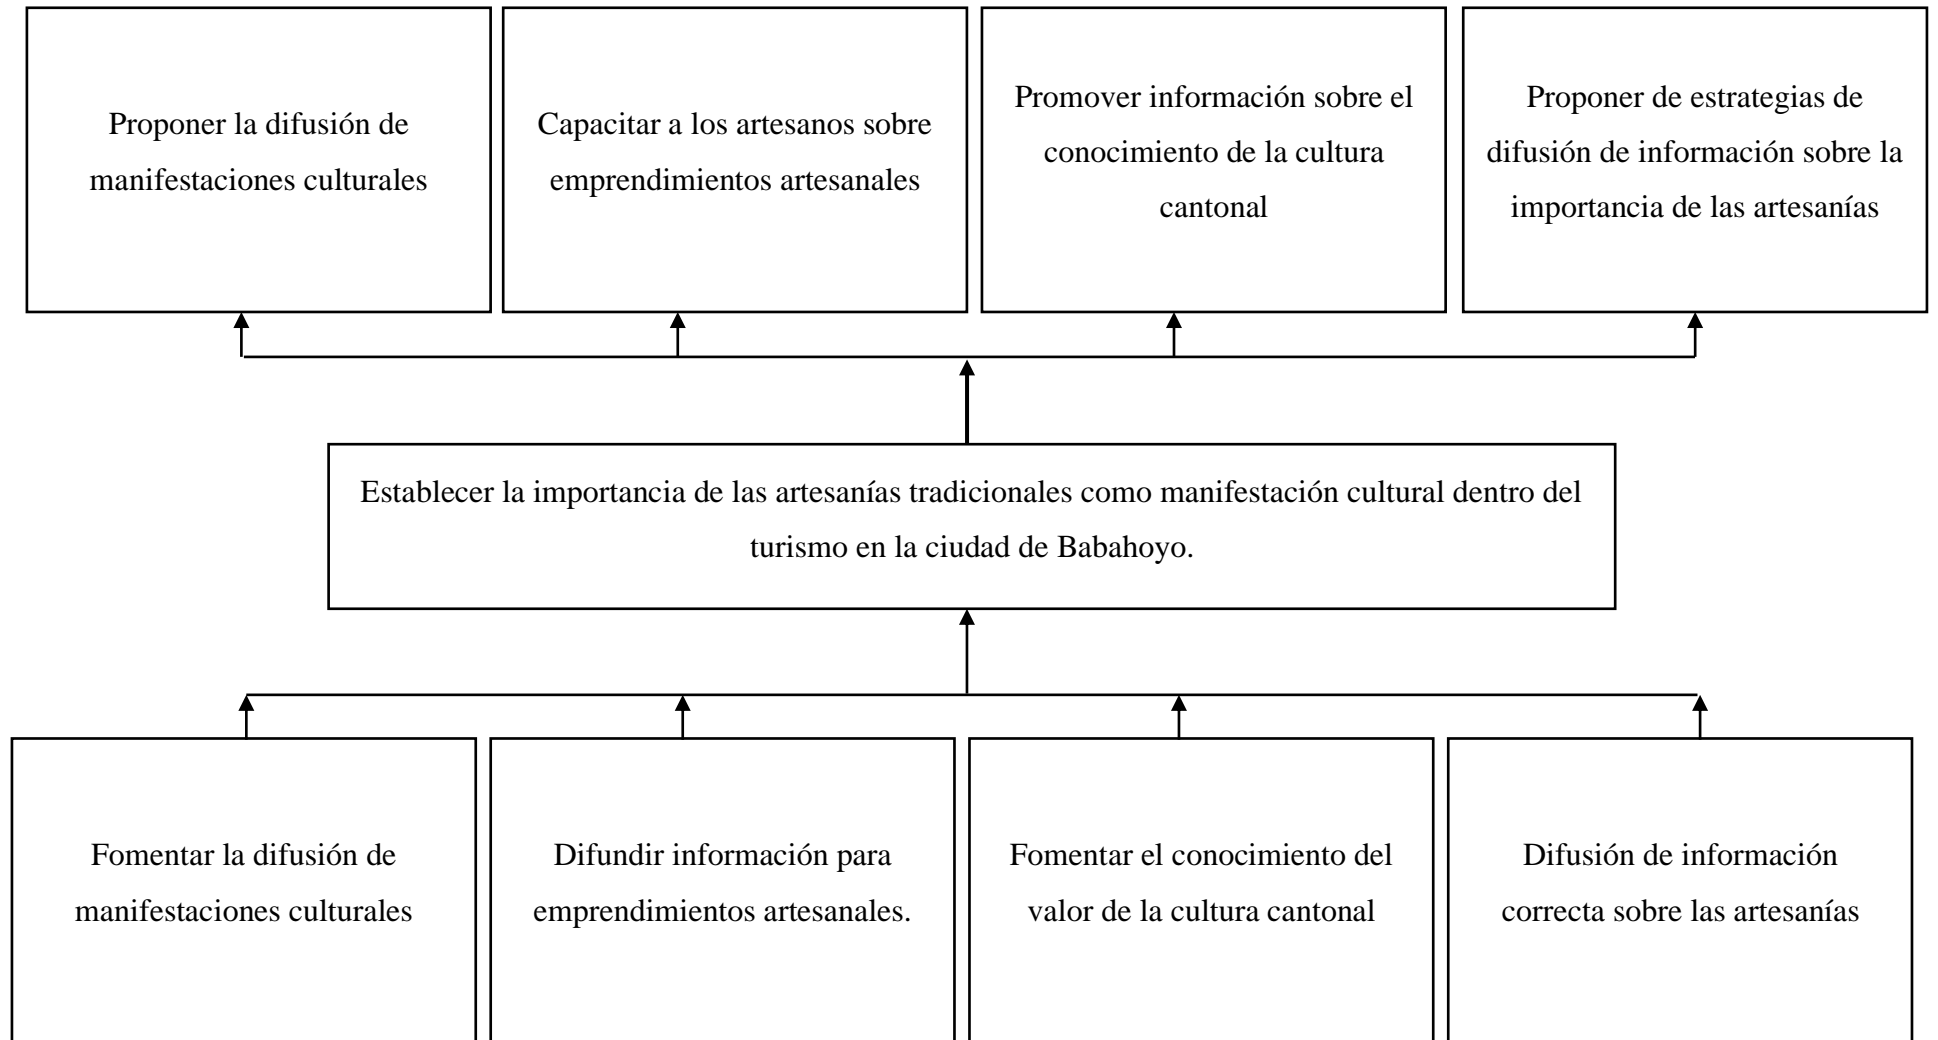 Proponer la difusión de
manifestaciones culturales
Capacitar a los artesanos sobre
emprendimientos artesanales
Promover información sobre el
conocimiento de la cultura
cantonal
Proponer de estrategias de
difusión de información sobre la
importancia de las artesanías
Establecer la importancia de las artesanías tradicionales como manifestación cultural dentro del
turismo en la ciudad de Babahoyo.
Fomentar la difusión de
manifestaciones culturales
Difundir información para
emprendimientos artesanales.
Fomentar el conocimiento del
valor de la cultura cantonal
Difusión de información
correcta sobre las artesanías